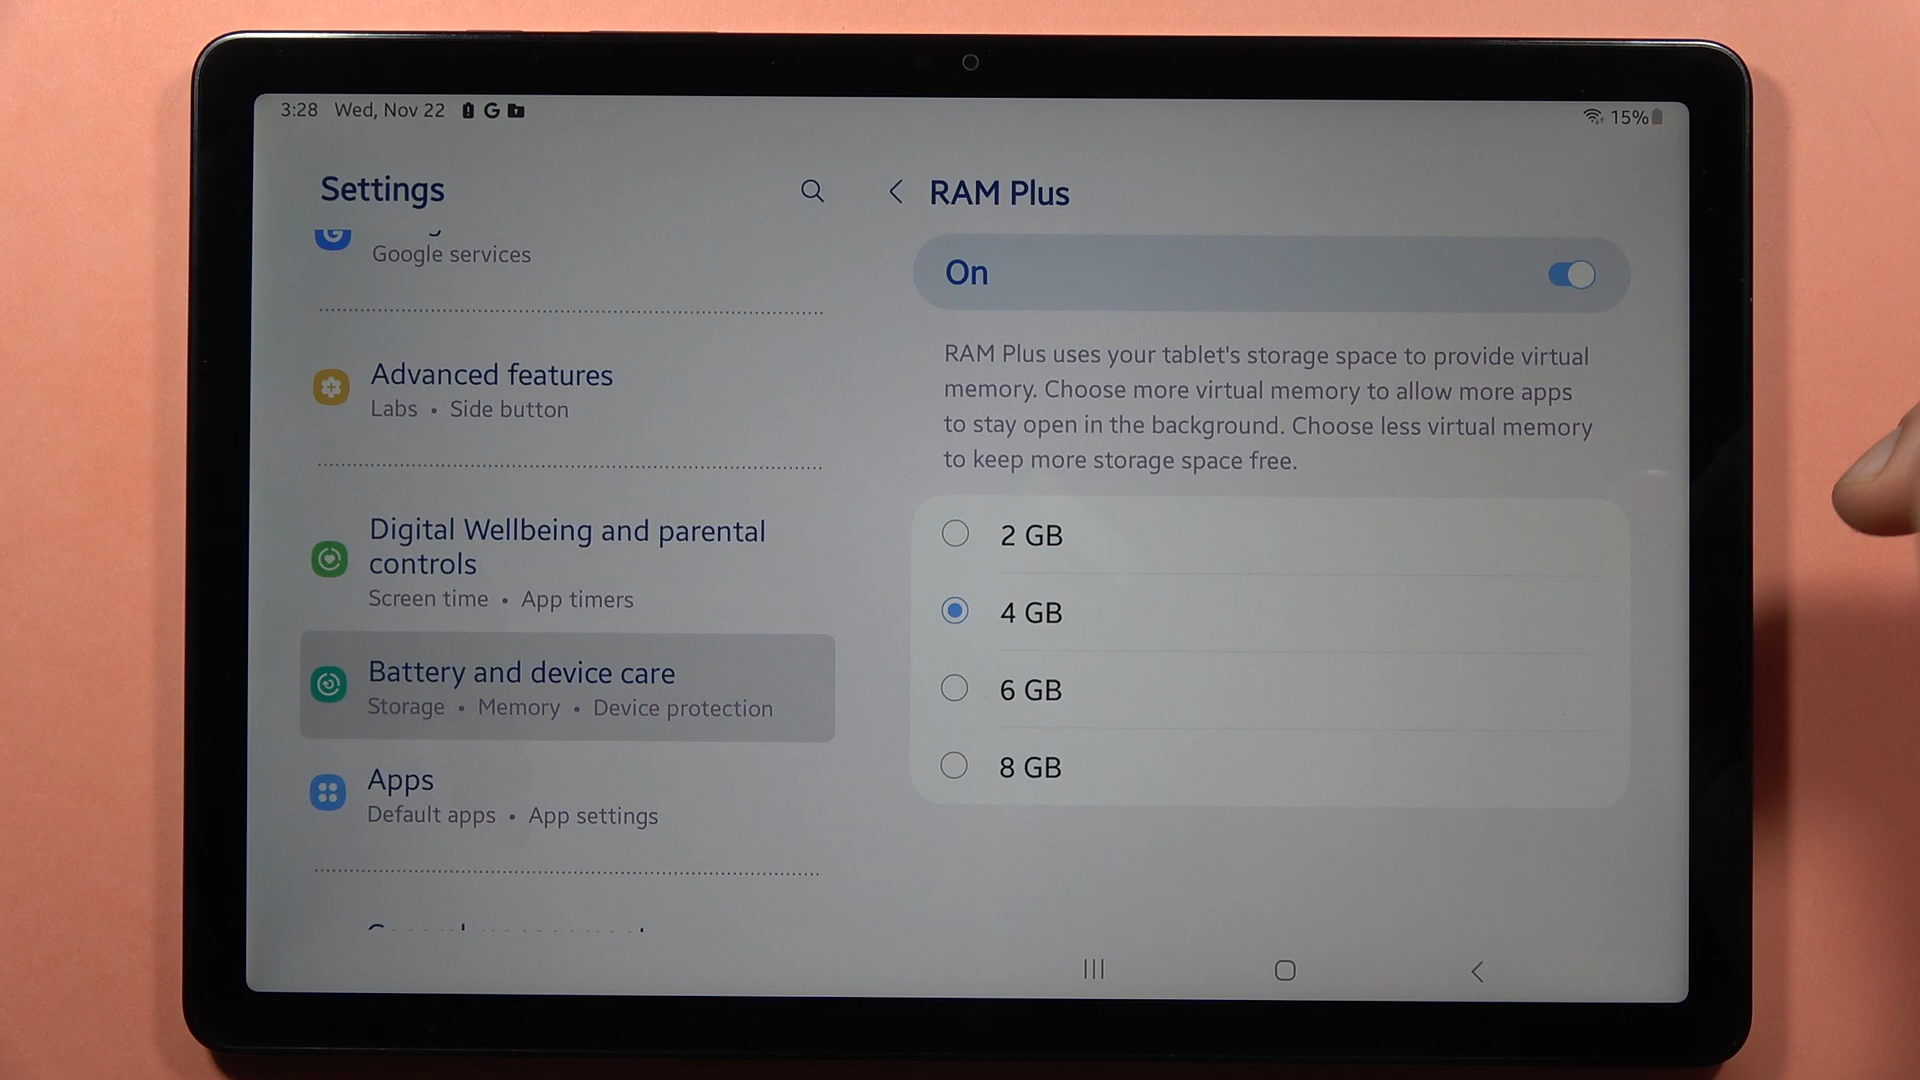 3:28 Wed, Nov 22
15%
Settings
Google services
Advanced features
Labs • Side button
Digital Wellbeing and parental
controls
Screen time • App timers
Battery and device care
Storage • Memory • Device protection
Apps
Default apps • App settings
RAM Plus
On
RAM Plus uses your tablet's storage space to provide virtual
memory. Choose more virtual memory to allow more apps
to stay open in the background. Choose less virtual memory
to keep more storage space free.
2 GB
4 GB
6 GB
8 GB